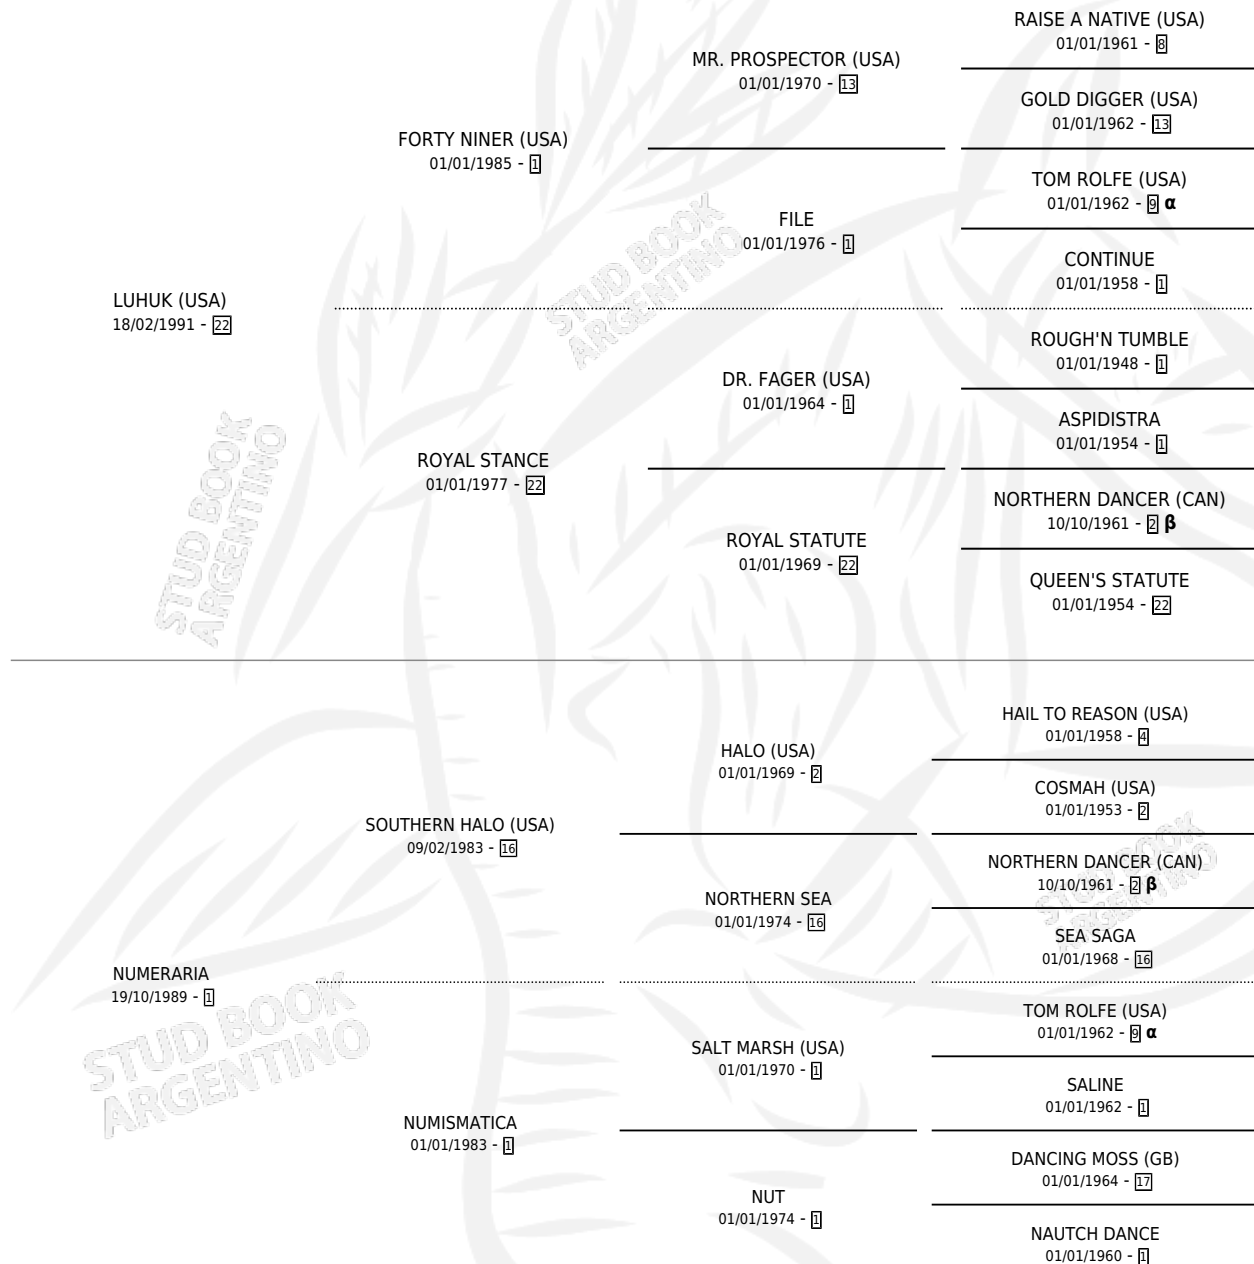 RAISE A NATIVE (USA)
01/01/1961 - 8
MR. PROSPECTOR (USA)
01/01/1970 - 13
GOLD DIGGER (USA)
01/01/1962 - 13
FORTY NINER (USA)
01/01/1985 - 1
TOM ROLFE (USA)
01/01/1962 - 9 α
FILE
01/01/1976 - 1
CONTINUE
01/01/1958 - 1
LUHUK (USA)
18/02/1991 - 22
ROUGH'N TUMBLE
01/01/1948 - 1
DR. FAGER (USA)
01/01/1964 - 1
ASPIDISTRA
01/01/1954 - 1
ROYAL STANCE
01/01/1977 - 22
NORTHERN DANCER (CAN)
10/10/1961 - 2 β
ROYAL STATUTE
01/01/1969 - 22
QUEEN'S STATUTE
01/01/1954 - 22
HAIL TO REASON (USA)
01/01/1958 - 4
HALO (USA)
01/01/1969 - 2
COSMAH (USA)
01/01/1953 - 2
SOUTHERN HALO (USA)
09/02/1983 - 16
NORTHERN DANCER (CAN)
10/10/1961 - 2 β
NORTHERN SEA
01/01/1974 - 16
SEA SAGA
01/01/1968 - 16
NUMERARIA
19/10/1989 - 1
TOM ROLFE (USA)
01/01/1962 - 9 α
SALT MARSH (USA)
01/01/1970 - 1
SALINE
01/01/1962 - 1
NUMISMATICA
01/01/1983 - 1
DANCING MOSS (GB)
01/01/1964 - 17
NUT
01/01/1974 - 1
NAUTCH DANCE
01/01/1960 - 1
STUD BOOK
ARGENTINO
STUD BOOK
ARGENTINO
STUD BOOK
ARGENTINO
STUD BOOK
ARGENTINO